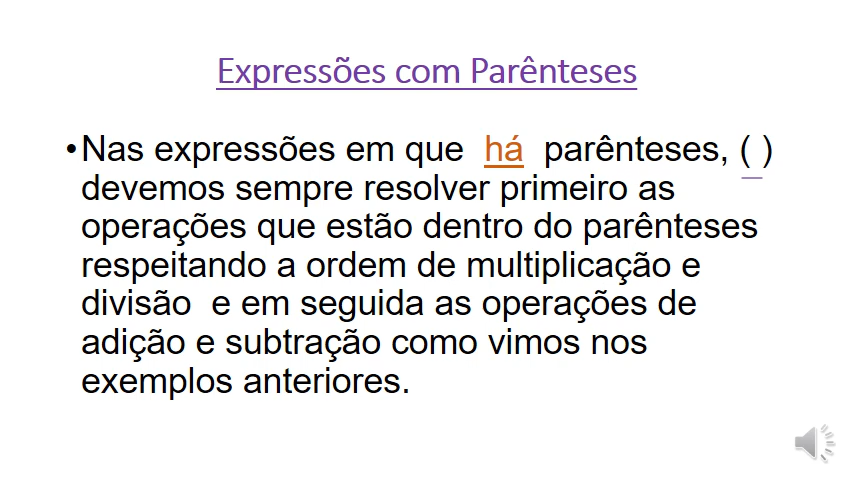 Expressões com Parênteses
•Nas expressões em que há parênteses, ( )
devemos sempre resolver primeiro as
operações que estão dentro do parênteses
respeitando a ordem de multiplicação e
divisão e em seguida as operações de
adição e subtração como vimos nos
exemplos anteriores.